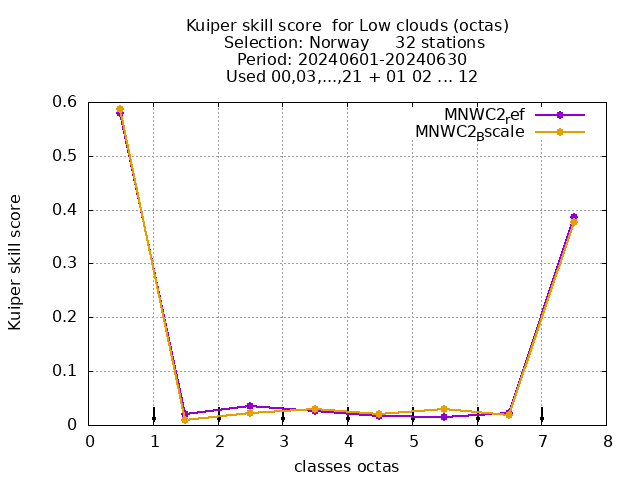 Kuiper skill score  for Low clouds (octas)
Selection: Norway     32 stations
Period: 20240601-20240630
Used 00,03,...,21 + 01 02 ... 12
MNWC2ref
MNWC2Bscale
Kuiper skill score
0.6
0.5
0.4
0.3
0.2
0.1
0
0 1 2 3 4 5 6 7 8
classes octas